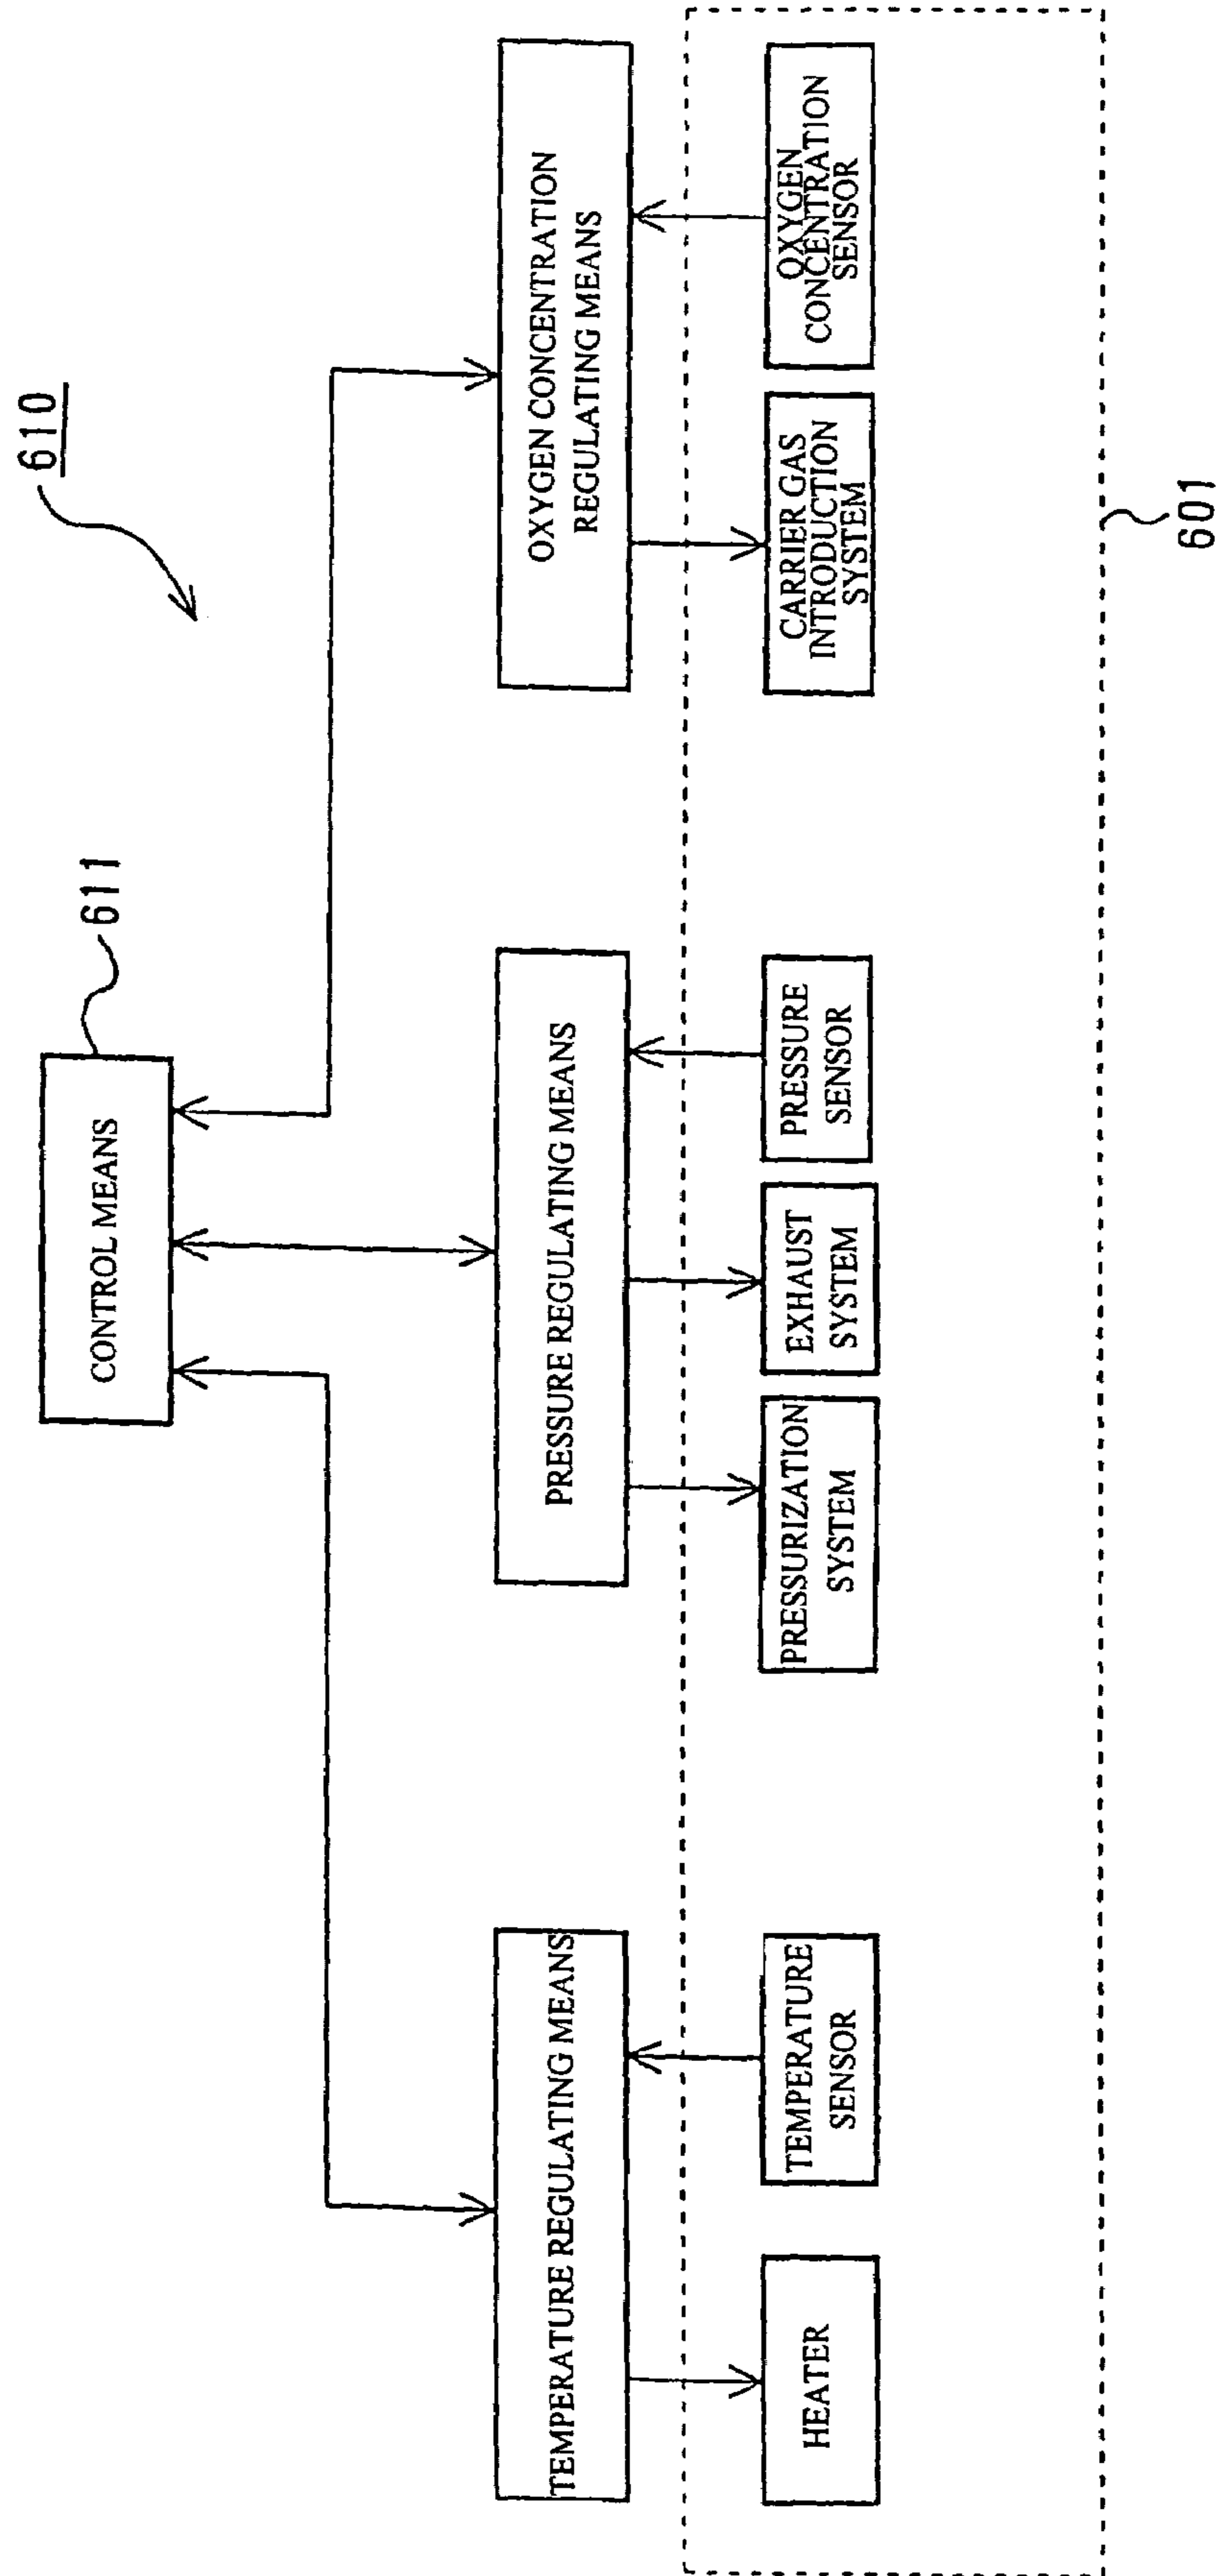 610
CONTROL MEANS
611
TEMPERATURE REGULATING MEANS
PRESSURE REGULATING MEANS
OXYGEN CONCENTRATION
REGULATING MEANS
HEATER
TEMPERATURE
SENSOR
PRESSURIZATION
SYSTEM
EXHAUST
SYSTEM
PRESSURE
SENSOR
CARRIER GAS
INTRODUCTION
SYSTEM
OXYGEN
CONCENTRATION
SENSOR
601